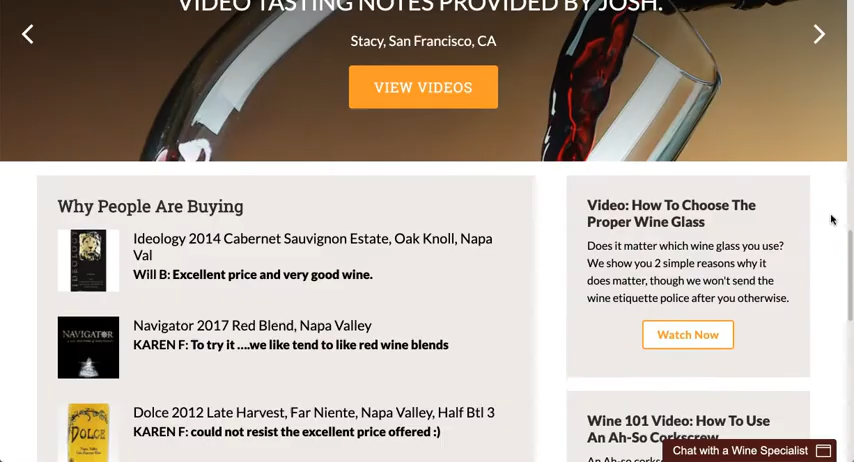 VIDEO TASTING NOTES PROVIDED BY JOSH.
Stacy, San Francisco, CA
VIEW VIDEOS
Why People Are Buying
Ideology 2014 Cabernet Sauvignon Estate, Oak Knoll, Napa
Val
Will B: Excellent price and very good wine.
NAVIGATOR
Navigator 2017 Red Blend, Napa Valley
KAREN F: To try it ....we like tend to like red wine blends
DOLCE
Dolce 2012 Late Harvest, Far Niente, Napa Valley, Half Btl 3
KAREN F: could not resist the excellent price offered :)
Video: How To Choose The
Proper Wine Glass
Does it matter which wine glass you use?
We show you 2 simple reasons why it
does matter, though we won't send the
wine etiquette police after you otherwise.
Watch Now
Wine 101 Video: How To Use
An Ah-So Corkscrew
Chat with a Wine Specialist